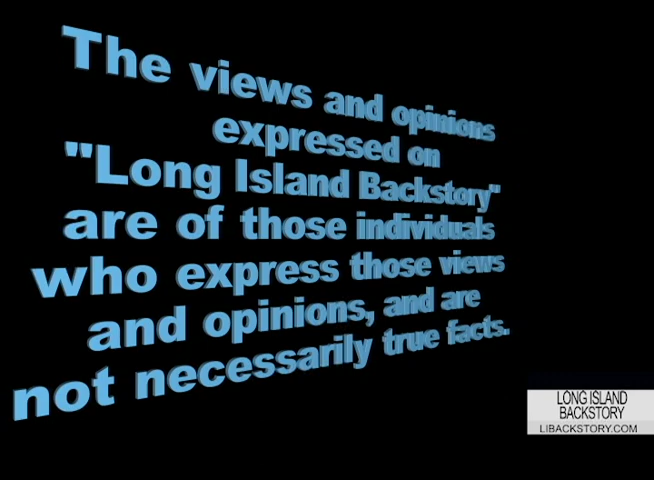 The views and opinions
expressed on
"Long Island Backstory"
are of those individuals
who express those views
and opinions, and are
not necessarily true facts.
LONG ISLAND
BACKSTORY
LIBACKSTORY.COM